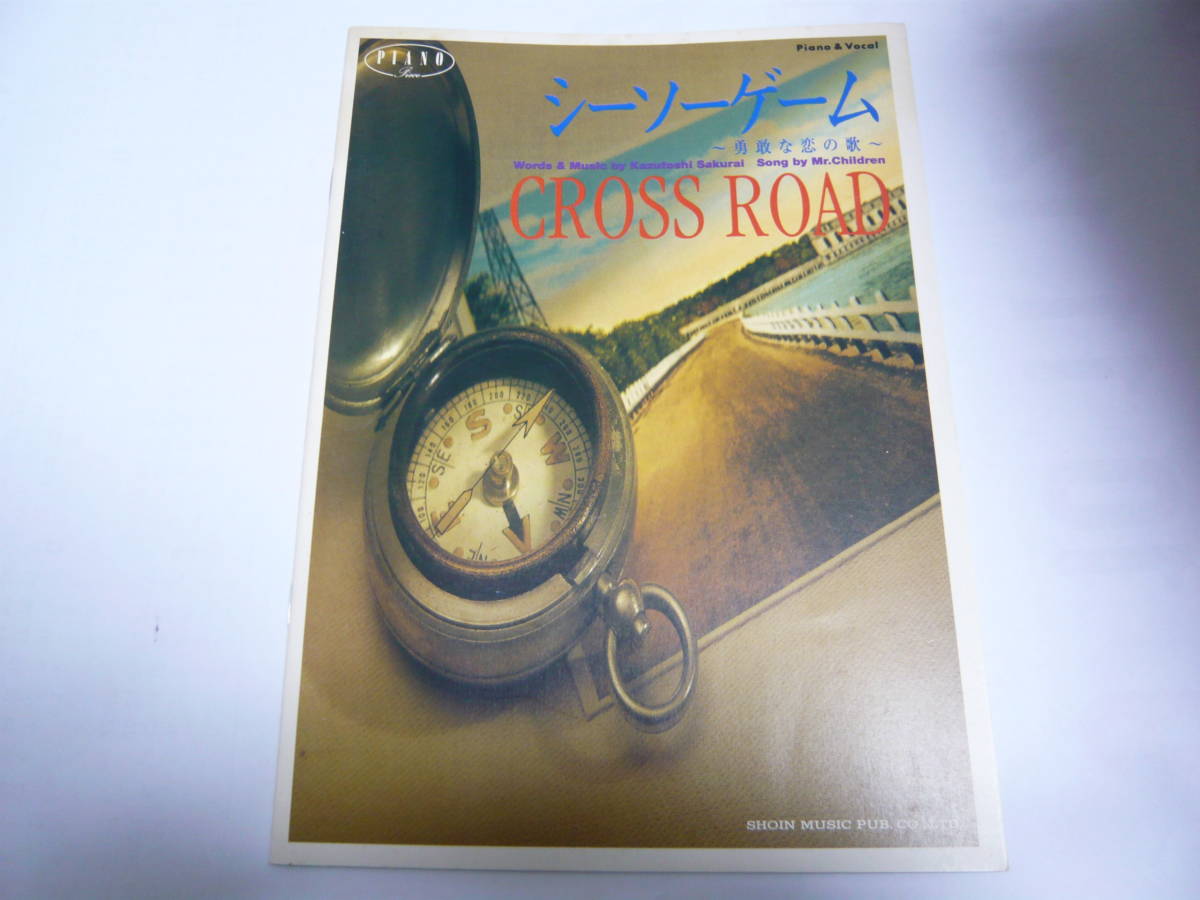 PIANO
Piece
Piano & Vocal
シーソーゲーム
～勇敢な恋の歌～
Words & Music by Kazutoshi Sakurai Song by Mr.Children
CROSS ROAD
S
W
S/E
SHOIN MUSIC PUB. CO., LTD.